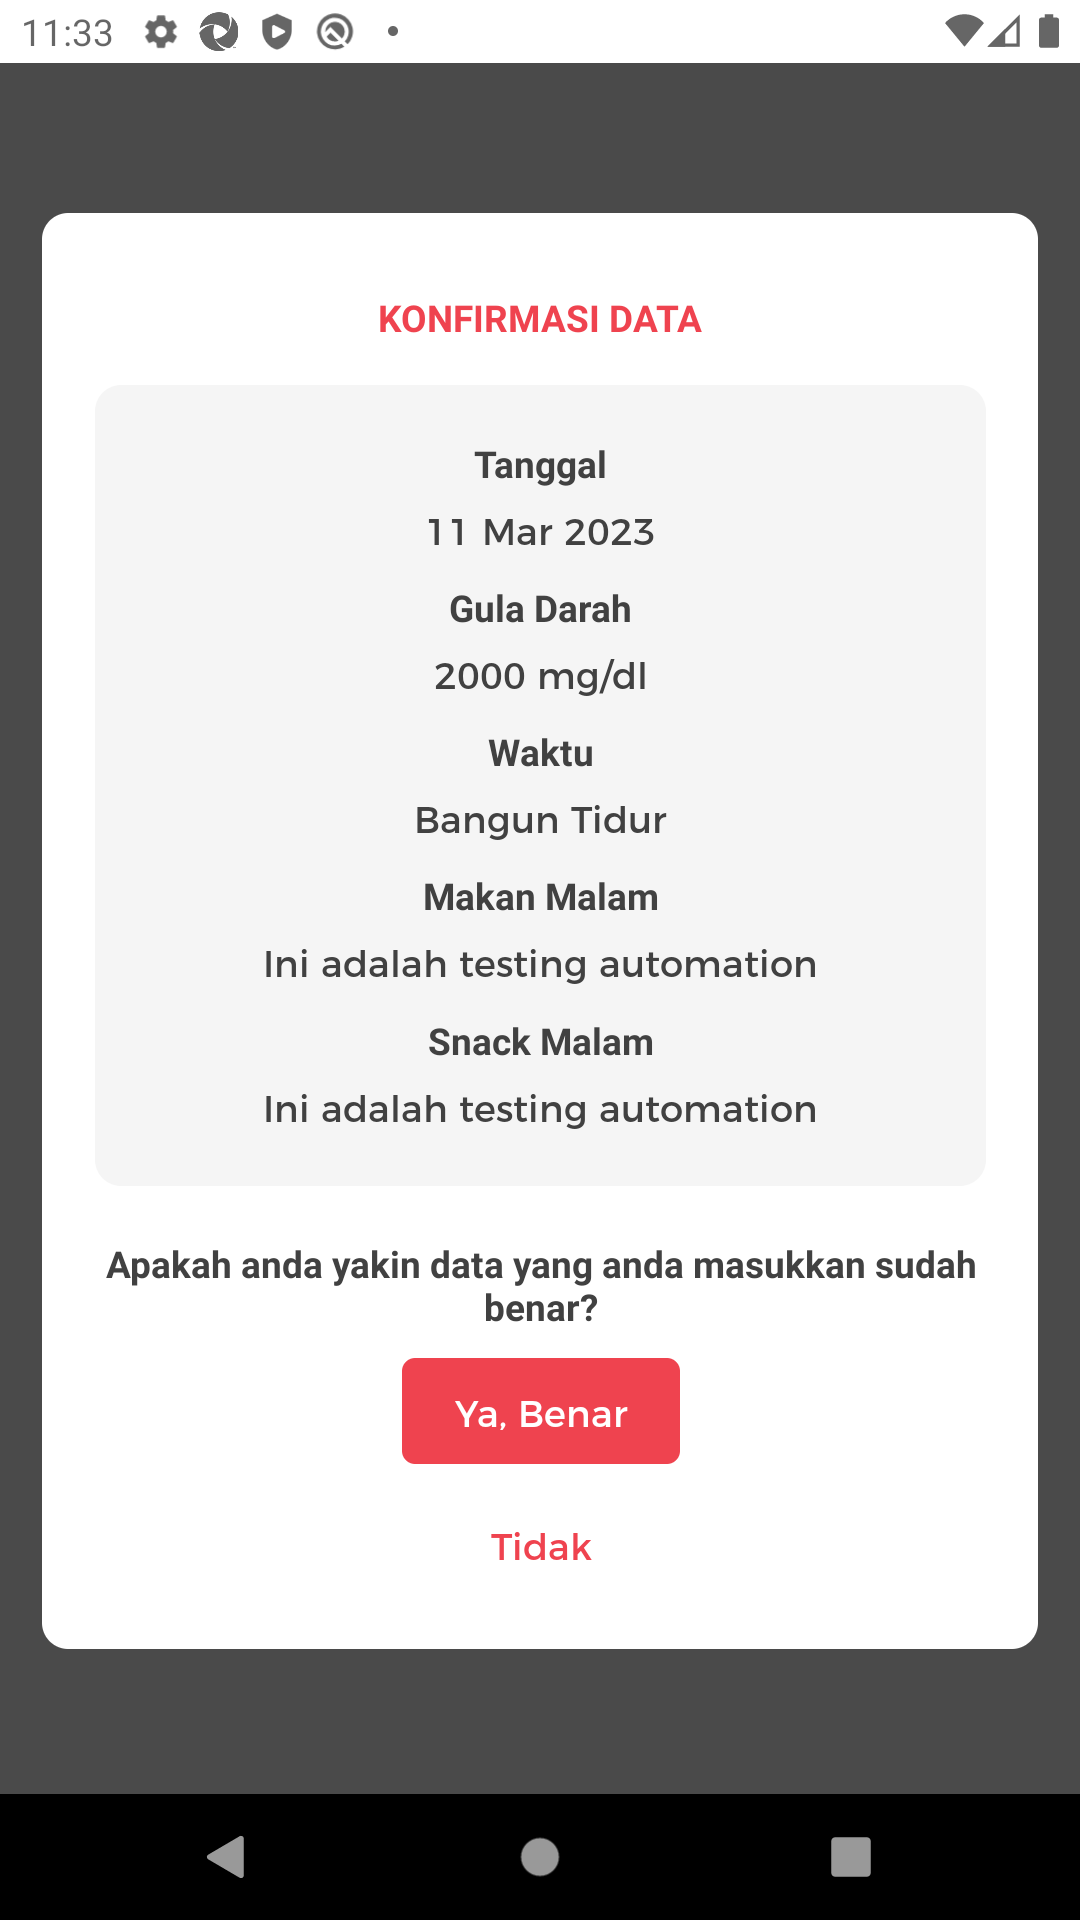 11:33
KONFIRMASI DATA
Tanggal
11 Mar 2023
Gula Darah
2000 mg/dl
Waktu
Bangun Tidur
Makan Malam
Ini adalah testing automation
Snack Malam
Ini adalah testing automation
Apakah anda yakin data yang anda masukkan sudah
benar?
Ya, Benar
Tidak